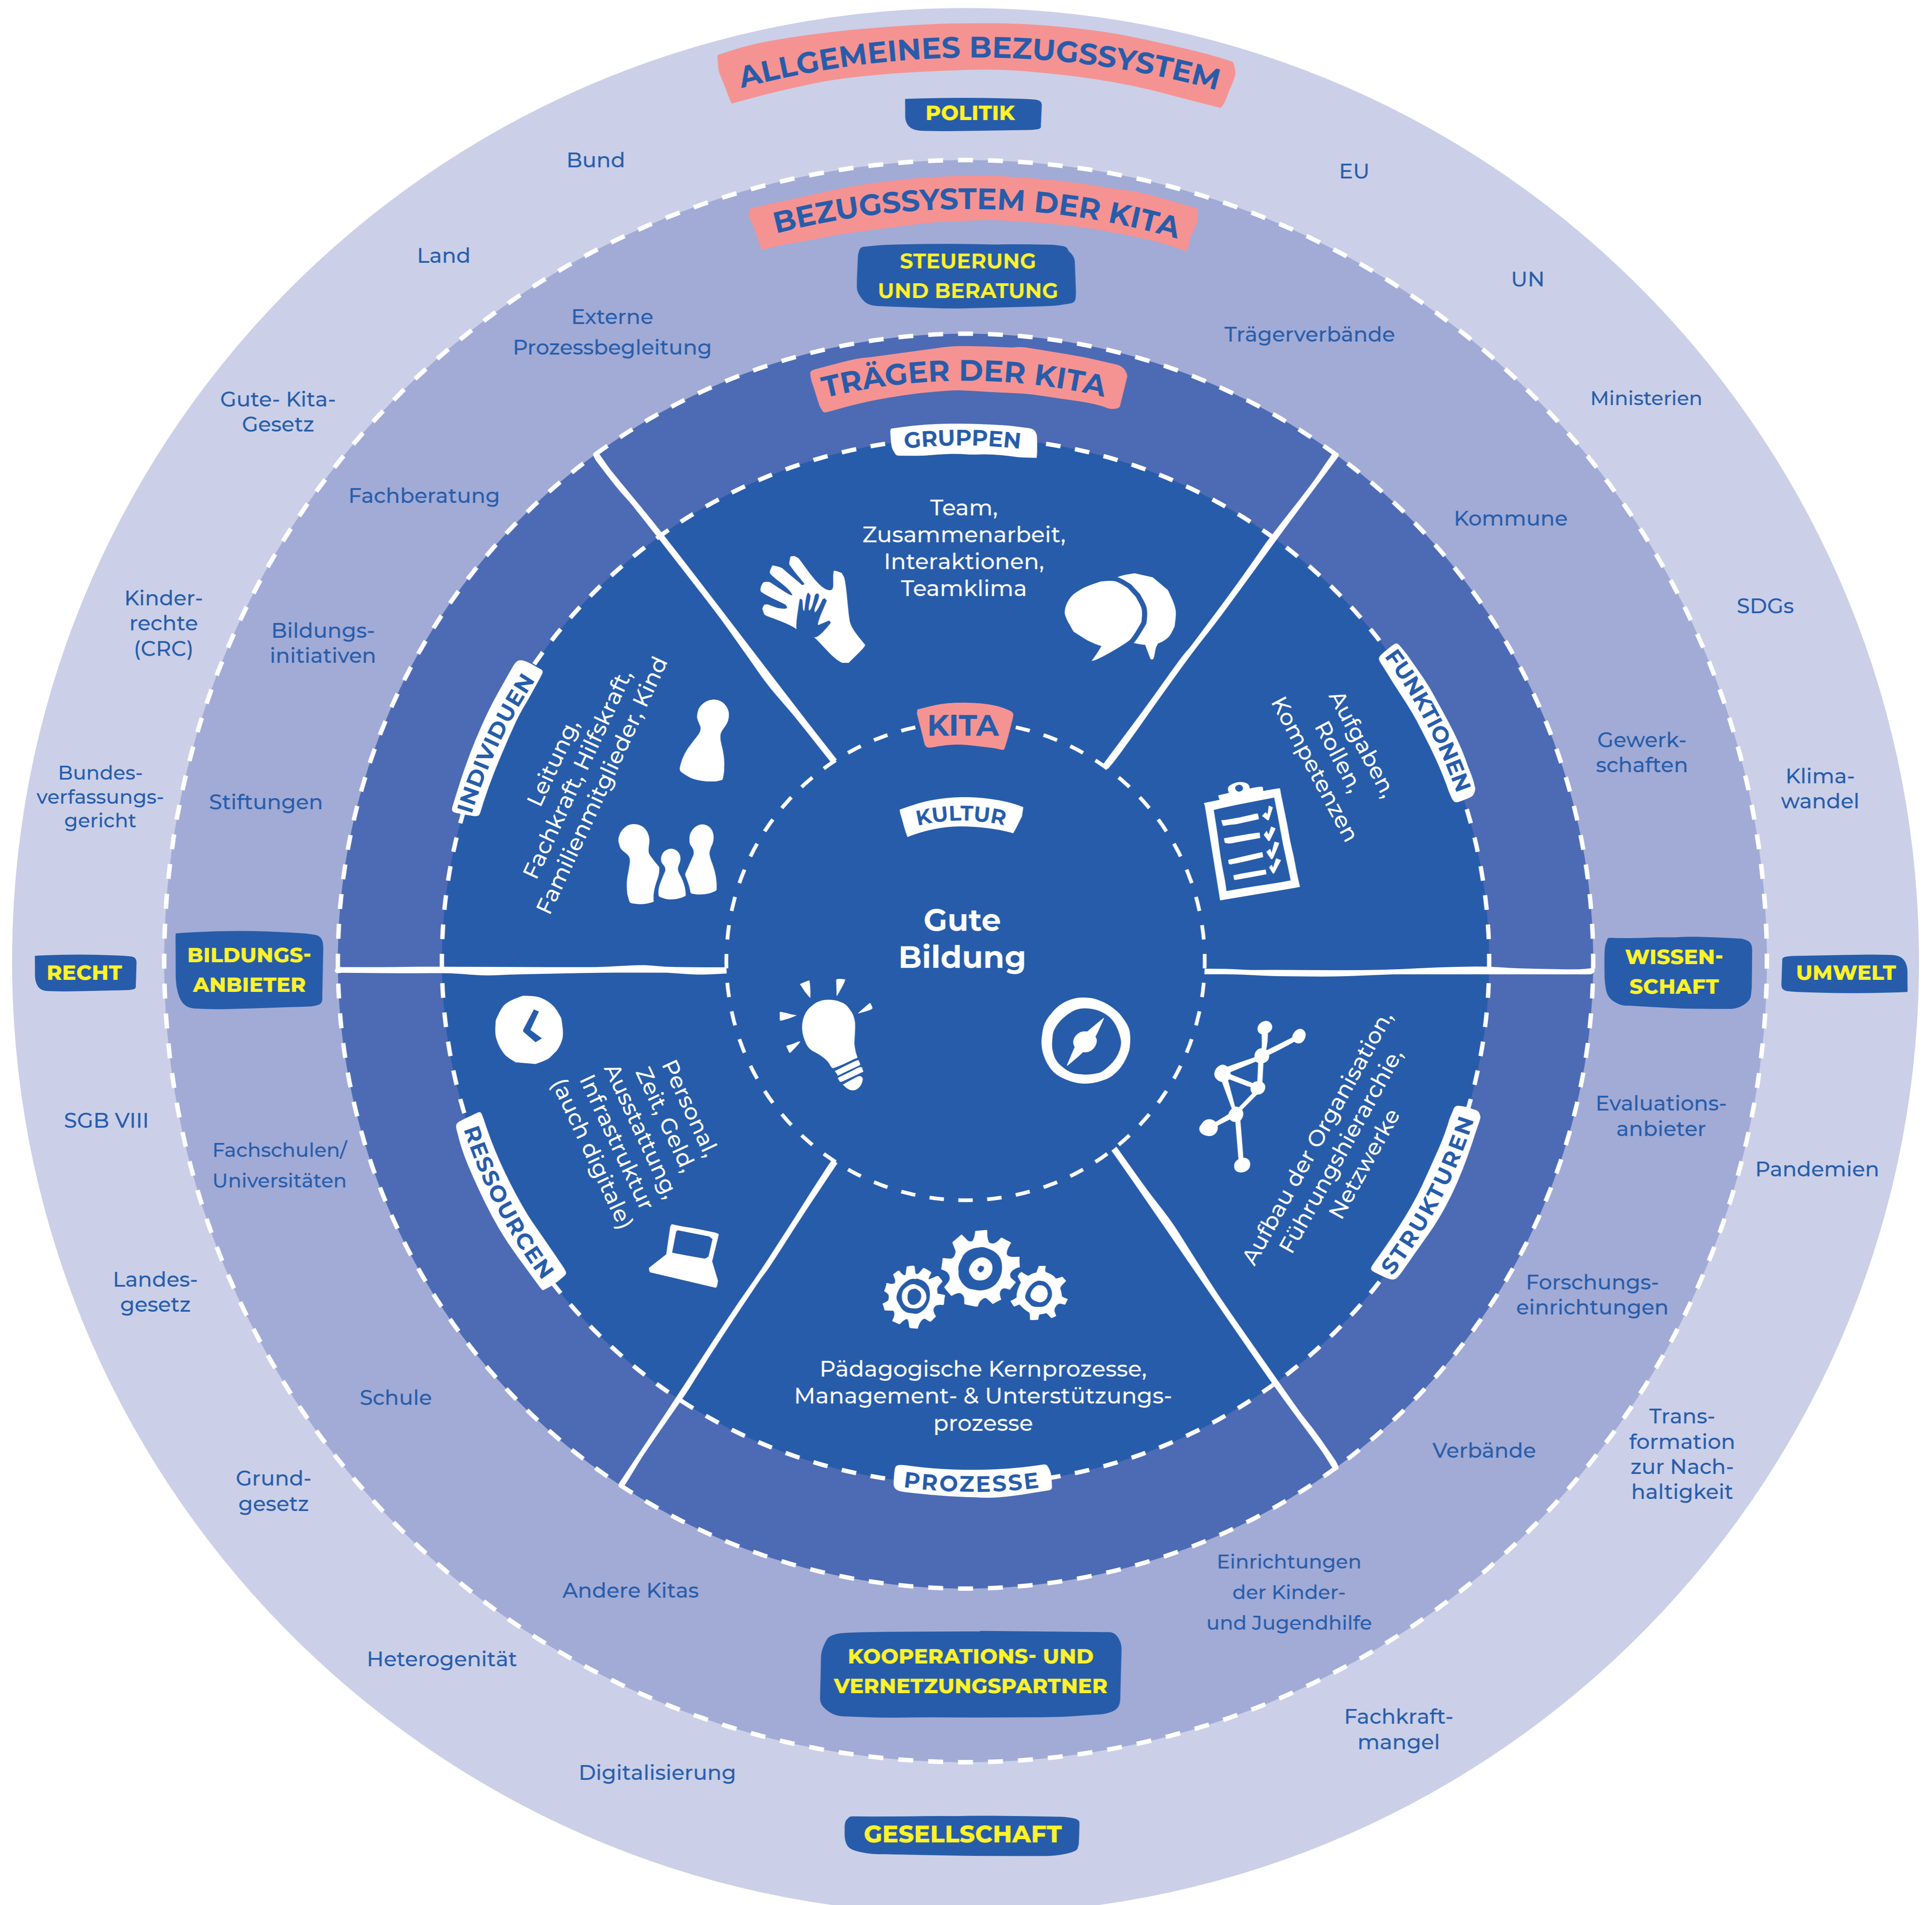 ALLGEMEINES BEZUGSSYSTEM
POLITIK
Bund
EU
Land
UN
Gute- Kita-
Gesetz
Ministerien
Kinder-
rechte
(CRC)
SDGs
Bundes-
verfassungs-
gericht
Klima-
wandel
RECHT
UMWELT
SGB VIII
Pandemien
Landes-
gesetz
Trans-
formation
zur Nach-
haltigkeit
Grund-
gesetz
Heterogenität
Fachkraft-
mangel
Digitalisierung
GESELLSCHAFT
BEZUGSSYSTEM DER KITA
STEUERUNG
UND BERATUNG
Externe
Prozessbegleitung
Trägerverbände
Fachberatung
Kommune
Bildungs-
initiativen
Gewerk-
schaften
Stiftungen
BILDUNGS-
ANBIETER
WISSEN-
SCHAFT
Fachschulen/
Universitäten
Evaluations-
anbieter
Forschungs-
einrichtungen
Schule
Verbände
Andere Kitas
Einrichtungen
der Kinder-
und Jugendhilfe
KOOPERATIONS- UND
VERNETZUNGSPARTNER
TRÄGER DER KITA
GRUPPEN
Team,
Zusammenarbeit,
Interaktionen,
Teamklima
INDIVIDUEN
Leitung,
Fachkraft, Hilfskraft,
Familienmitglieder, Kind
FUNKTIONEN
Aufgaben,
Rollen,
Kompetenzen
KITA
KULTUR
Gute
Bildung
RESSOURCEN
Personal,
Zeit, Geld,
Ausstattung,
Infrastruktur
(auch digitale)
STRUKTUREN
Aufbau der Organisation,
Führungshierarchie,
Netzwerke
Pädagogische Kernprozesse,
Management- & Unterstützungs-
prozesse
PROZESSE